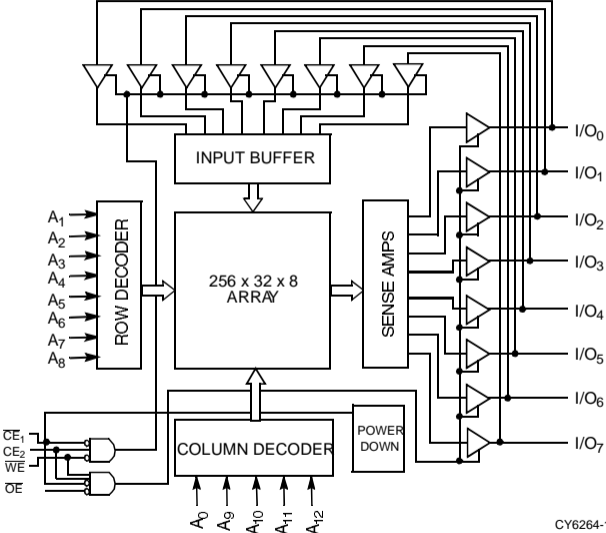 INPUT BUFFER
I/O0
I/O1
I/O2
I/O3
I/O4
I/O5
I/O6
I/O7
A1
A2
A3
A4
A5
A6
A7
A8
ROW DECODER
256 x 32 x 8
ARRAY
SENSE AMPS
CE1
CE2
WE
OE
COLUMN DECODER
POWER
DOWN
A0
A9
A10
A11
A12
CY6264-1